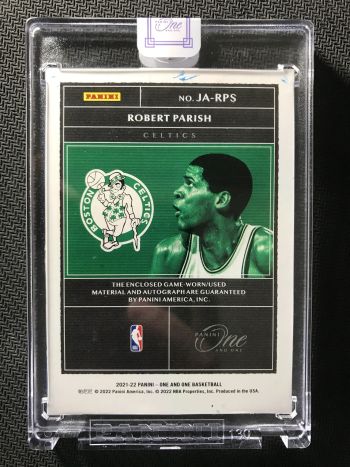 One
PANINI
NO. JA-RPS
ROBERT PARISH
CELTICS
BOSTON
CELTICS
THE ENCLOSED GAME-WORN/USED
MATERIAL AND AUTOGRAPH ARE GUARANTEED
BY PANINI AMERICA, INC.
NBA
PANINI
One
AND ONE
2021-22 PANINI – ONE AND ONE BASKETBALL
© 2022 Panini America, Inc. © 2022 NBA Properties, Inc. Produced in the USA.